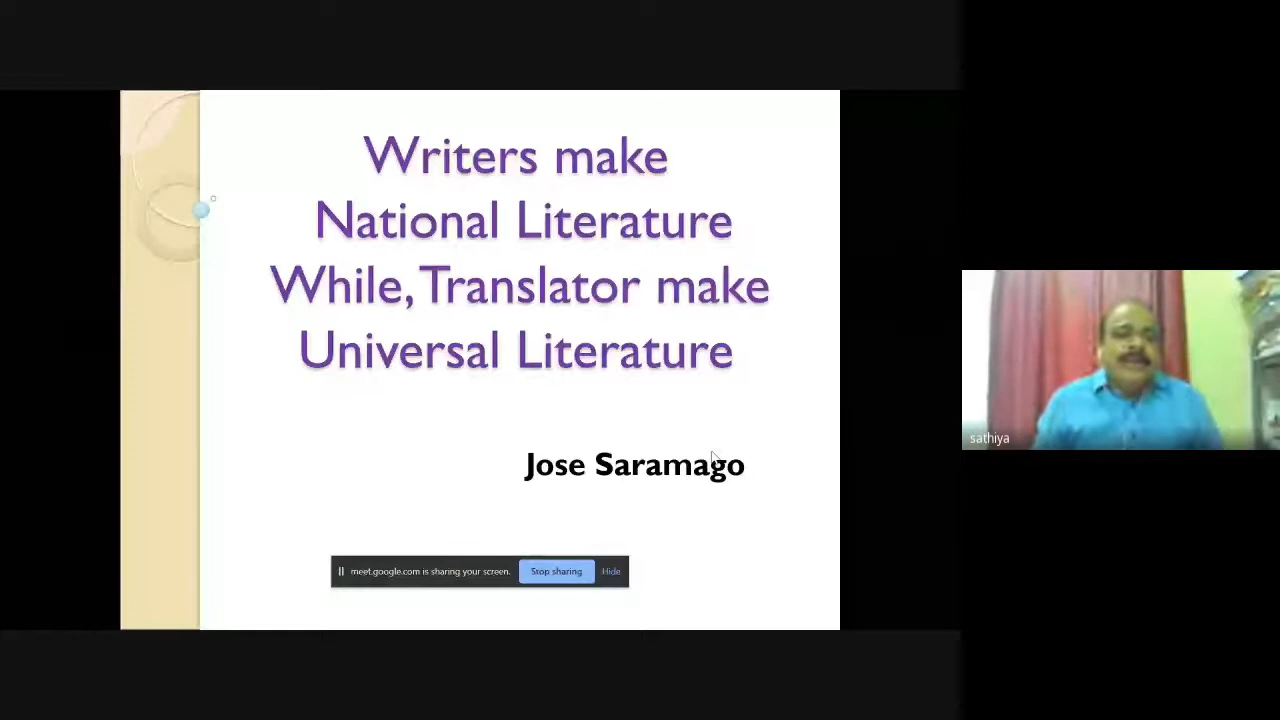 Writers make
National Literature
While, Translator make
Universal Literature
Jose Saramago
meet.google.com is sharing your screen. Stop sharing Hide
sathiya